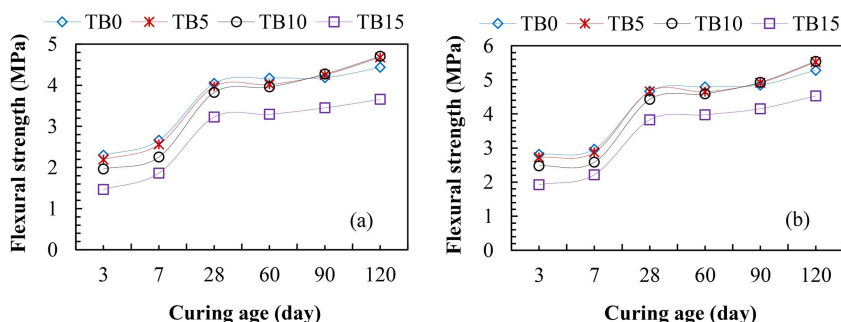 TB0 TB5 TB10 TB15
5
4
3
2
1
0
Flexural strength (MPa)
(a)
3 7 28 60 90 120
Curing age (day)
TB0 TB5 TB10 TB15
6
5
4
3
2
1
0
Flexural strength (MPa)
(b)
3 7 28 60 90 120
Curing age (day)